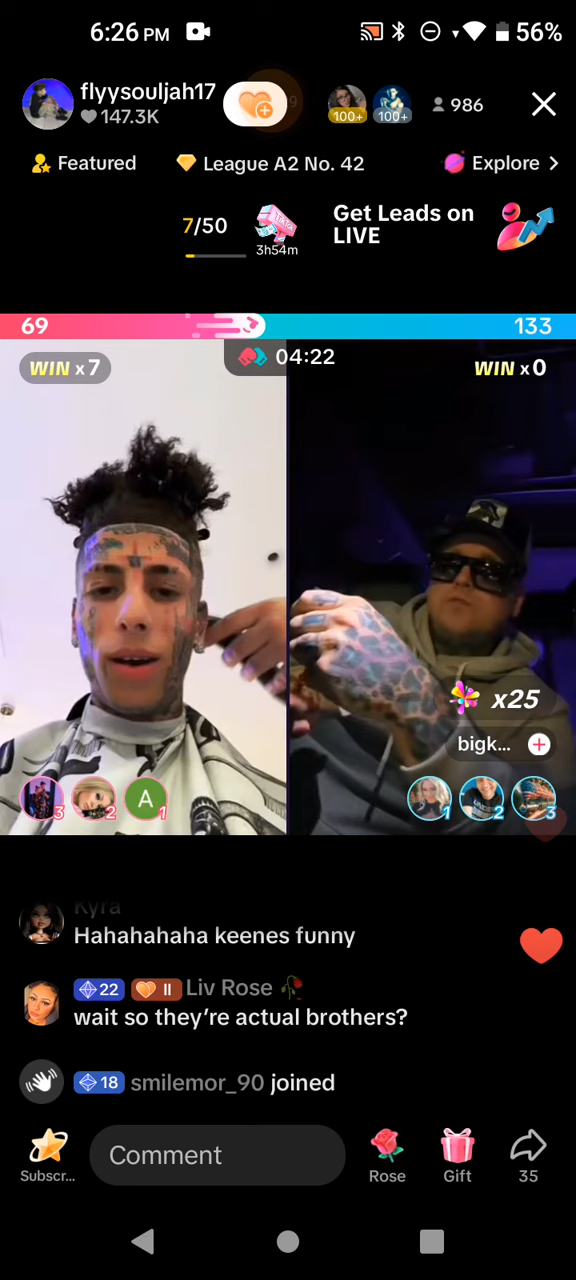 6:26 PM 56%
flyysouljah17
147.3K
100+ 100+ 986
Featured League A2 No. 42 Explore
7/50
TikTok
3h54m
Get Leads on
LIVE
69 133
WIN x 7 04:22 WIN x 0
x25
bigk...
3 2 A 1 1 2 3
Kyra
Hahahahaha keenes funny
22 II Liv Rose 🥀
wait so they’re actual brothers?
18 smilemor_90 joined
Subscr... Comment Rose Gift 35